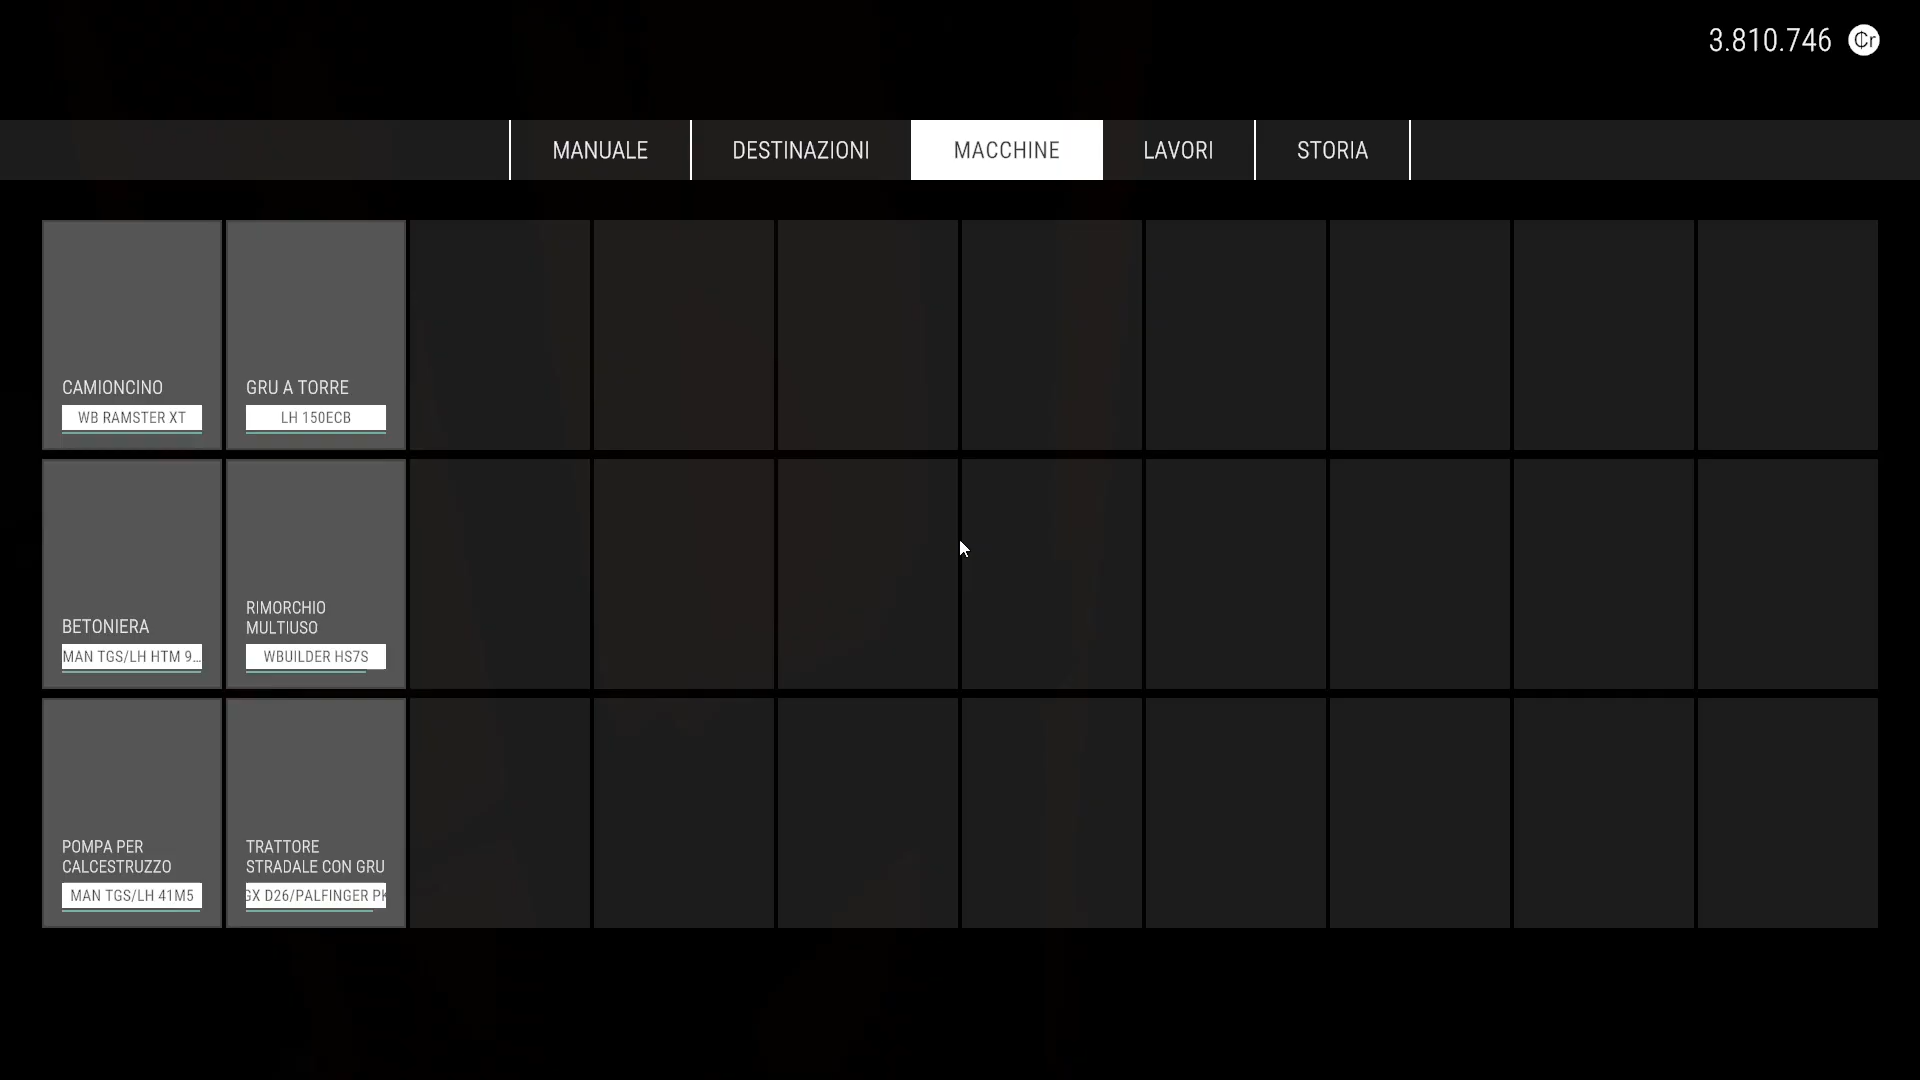 3.810.746 ₵r
MANUALE
DESTINAZIONI
MACCHINE
LAVORI
STORIA
CAMIONCINO
WB RAMSTER XT
GRU A TORRE
LH 150ECB
BETONIERA
MAN TGS/LH HTM 9...
RIMORCHIO
MULTIUSO
WBUILDER HS7S
POMPA PER
CALCESTRUZZO
MAN TGS/LH 41M5
TRATTORE
STRADALE CON GRU
GX D26/PALFINGER PK